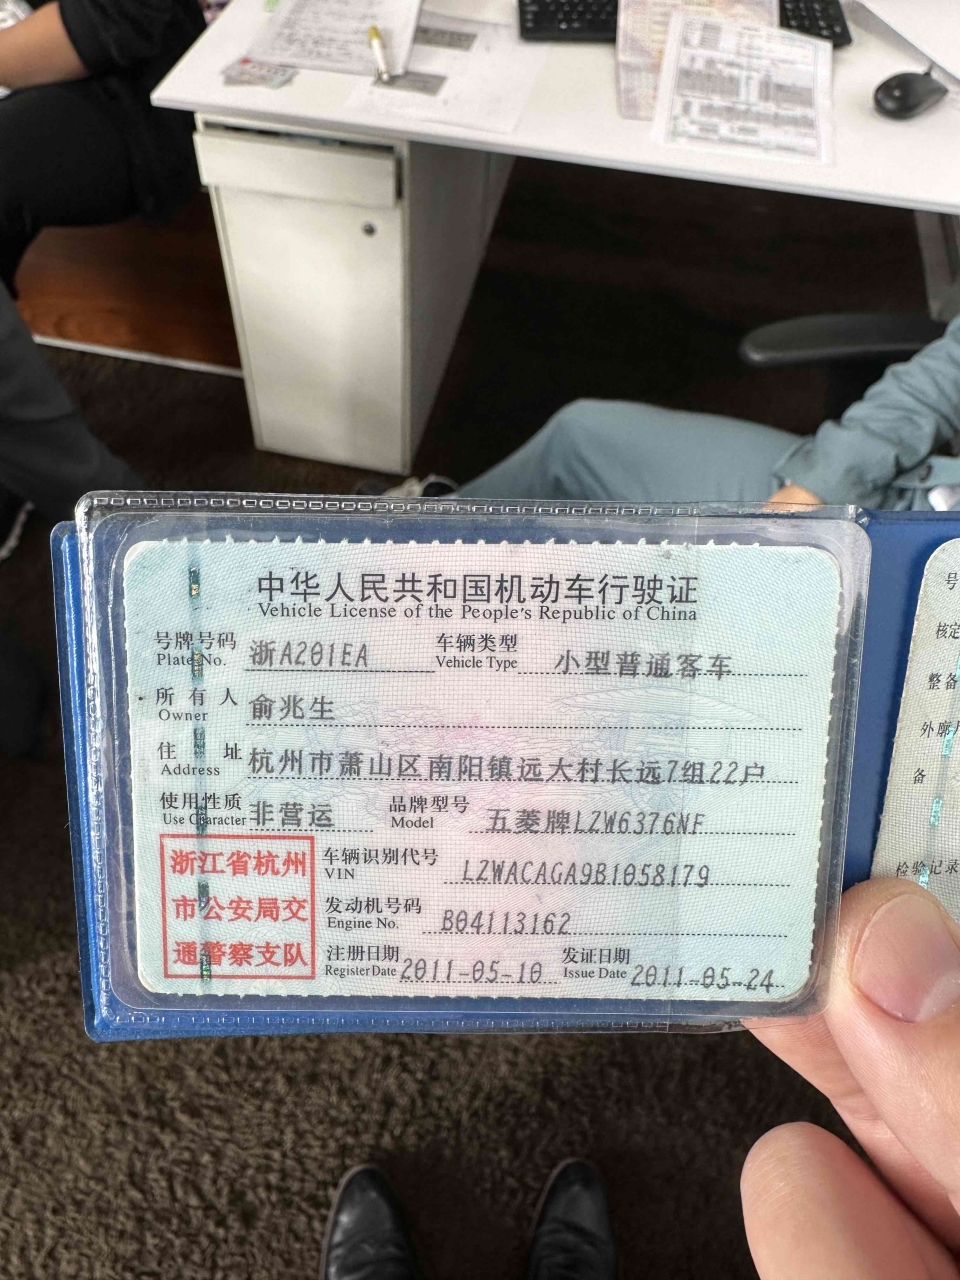 中华人民共和国机动车行驶证
Vehicle License of the People's Republic of China
号牌号码 浙A201EA 车辆类型 小型普通客车
Plate No. Vehicle Type
所有人 俞兆生
Owner
住址 杭州市萧山区南阳镇远大村长远7组22户
Address
使用性质 非营运 品牌型号 五菱牌LZW6376NF
Use Character Model
浙江省杭州
市公安局交
通警察支队
车辆识别代号 LZWACAGA9B1058179
VIN
发动机号码 B04113162
Engine No.
注册日期 2011-05-10 发证日期 2011-05-24
Register Date Issue Date
号
核定
整备
外廓
备
检验记录